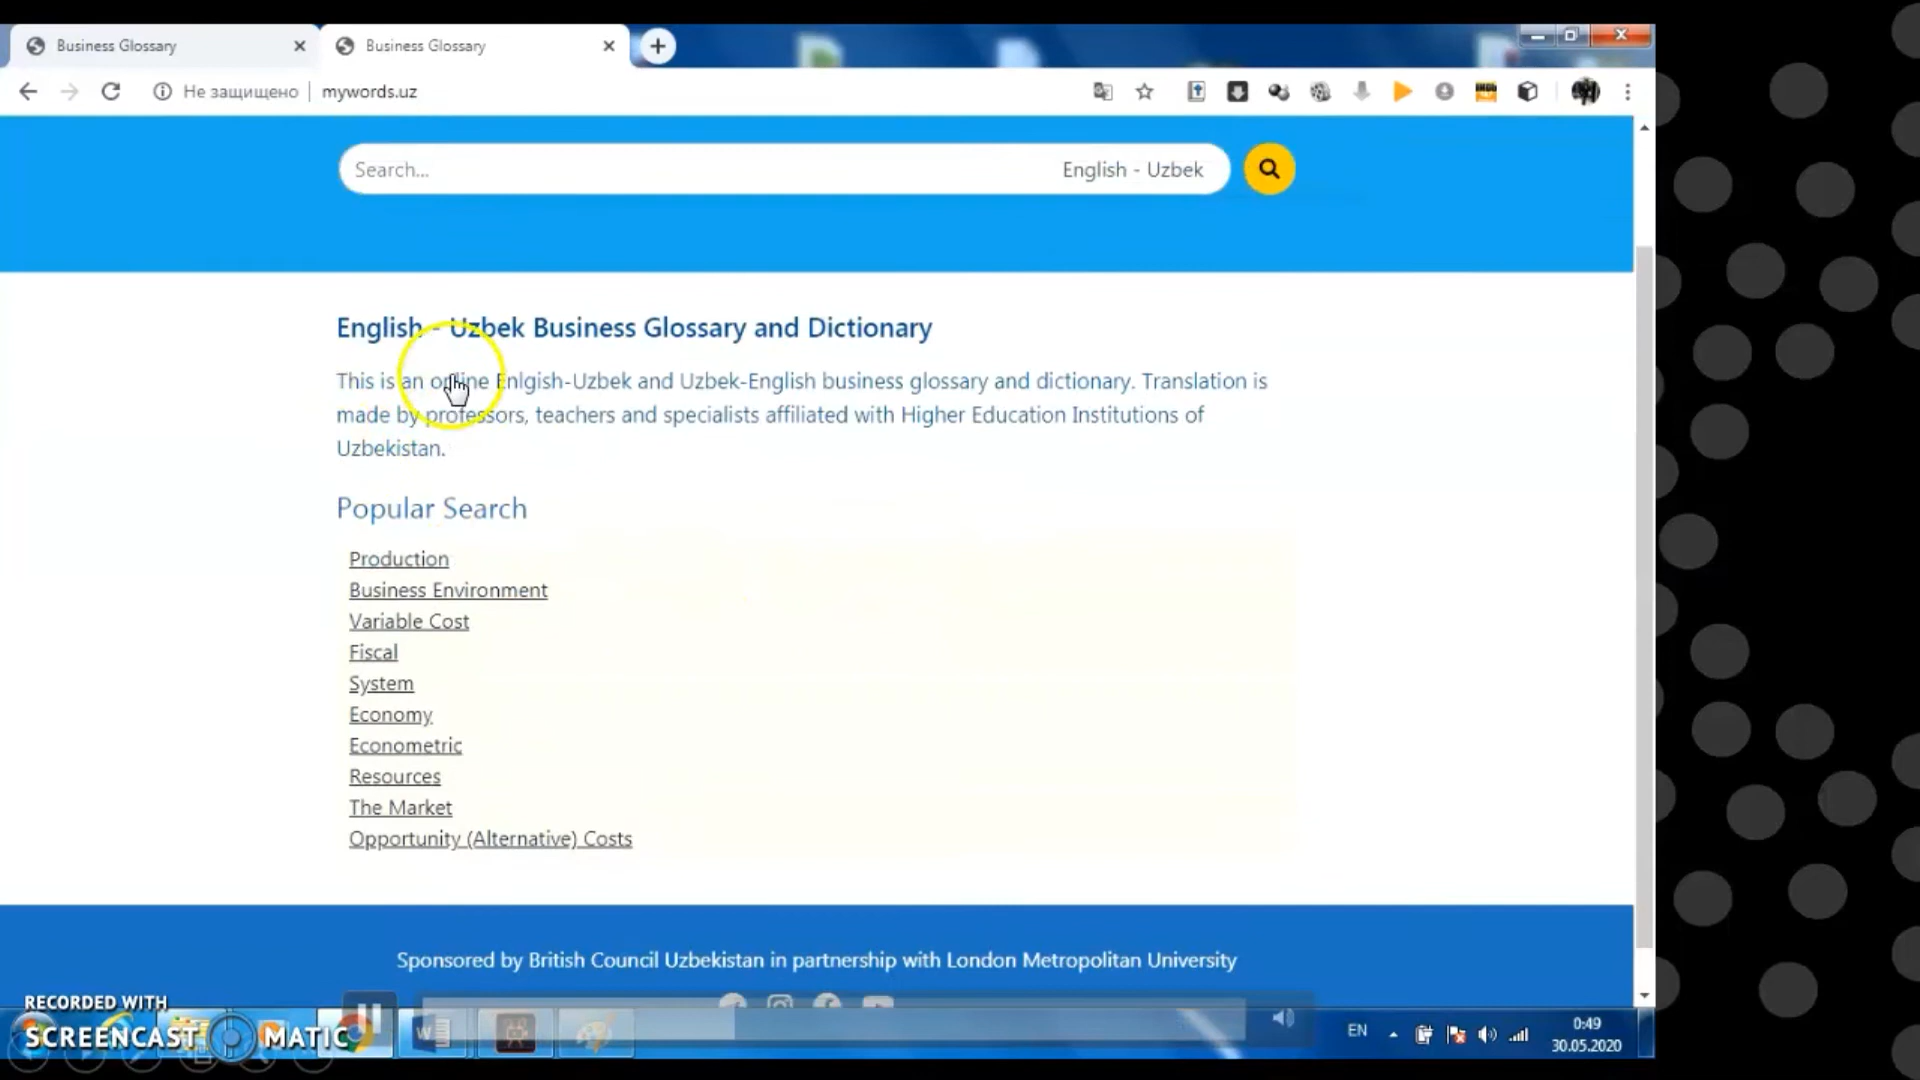 Business Glossary
Business Glossary
Не защищено
mywords.uz
Search...
English - Uzbek
English - Uzbek Business Glossary and Dictionary
This is an online Enlgish-Uzbek and Uzbek-English business glossary and dictionary. Translation is
made by professors, teachers and specialists affiliated with Higher Education Institutions of
Uzbekistan.
Popular Search
Production
Business Environment
Variable Cost
Fiscal
System
Economy
Econometric
Resources
The Market
Opportunity (Alternative) Costs
Sponsored by British Council Uzbekistan in partnership with London Metropolitan University
RECORDED WITH
SCREENCAST MATIC
EN
0:49
30.05.2020